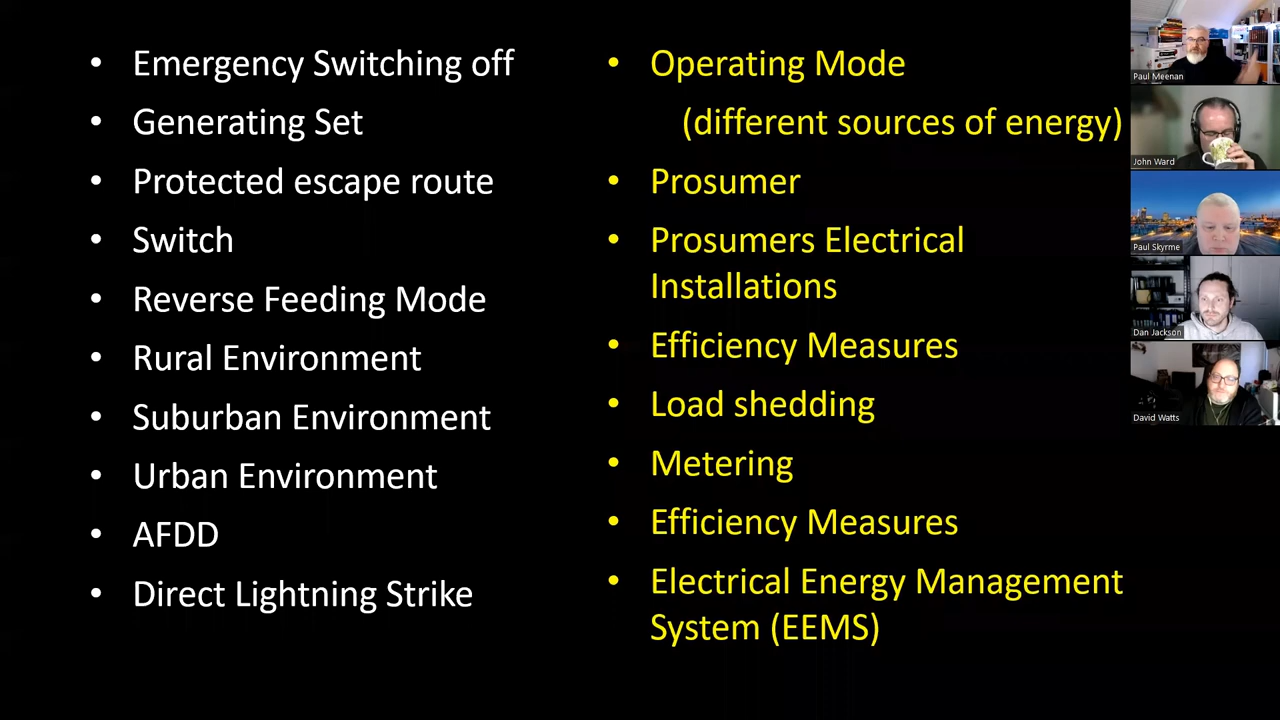 Emergency Switching off
Generating Set
Protected escape route
Switch
Reverse Feeding Mode
Rural Environment
Suburban Environment
Urban Environment
AFDD
Direct Lightning Strike
Operating Mode
(different sources of energy)
Prosumer
Prosumers Electrical
Installations
Efficiency Measures
Load shedding
Metering
Efficiency Measures
Electrical Energy Management
System (EEMS)
Paul Meenan
John Ward
Paul Skyrme
Dan Jackson
David Watts